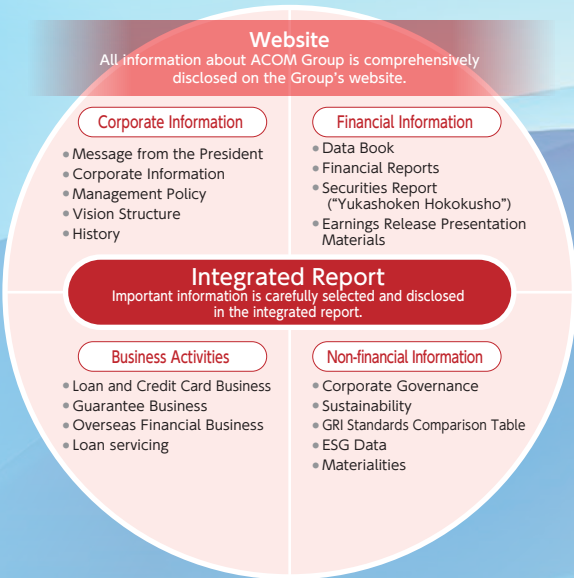 Website
All information about ACOM Group is comprehensively
disclosed on the Group's website.
Corporate Information
• Message from the President
• Corporate Information
• Management Policy
• Vision Structure
• History
Financial Information
• Data Book
• Financial Reports
• Securities Report
("Yukashoken Hokokusho")
• Earnings Release Presentation
Materials
Integrated Report
Important information is carefully selected and disclosed
in the integrated report.
Business Activities
• Loan and Credit Card Business
• Guarantee Business
• Overseas Financial Business
• Loan servicing
Non-financial Information
• Corporate Governance
• Sustainability
• GRI Standards Comparison Table
• ESG Data
• Materialities